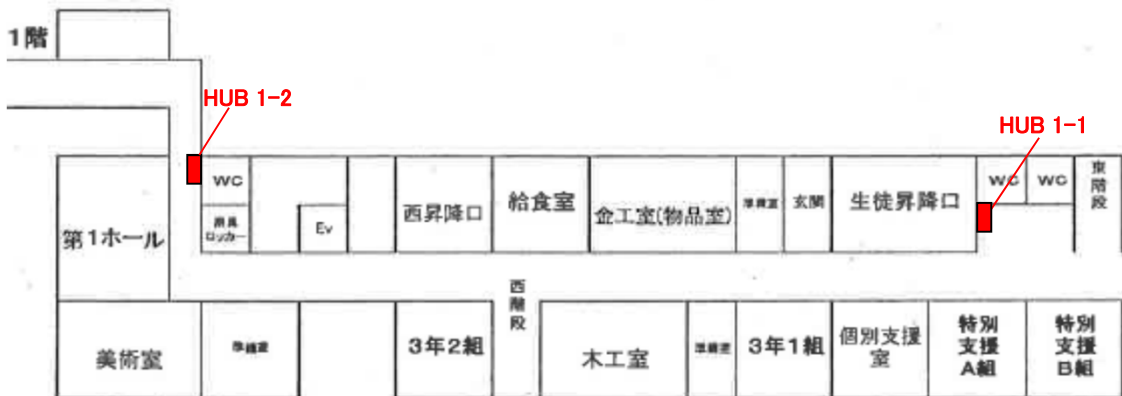 1階
HUB 1-2
HUB 1-1
WC
西昇降口
給食室
金工室(物品室)
準備室
玄関
生徒昇降口
WC
WC
東階段
ロッカー
Ev
第1ホール
西階段
美術室
準備室
3年2組
木工室
準備室
3年1組
個別支援
室
特別
支援
A組
特別
支援
B組